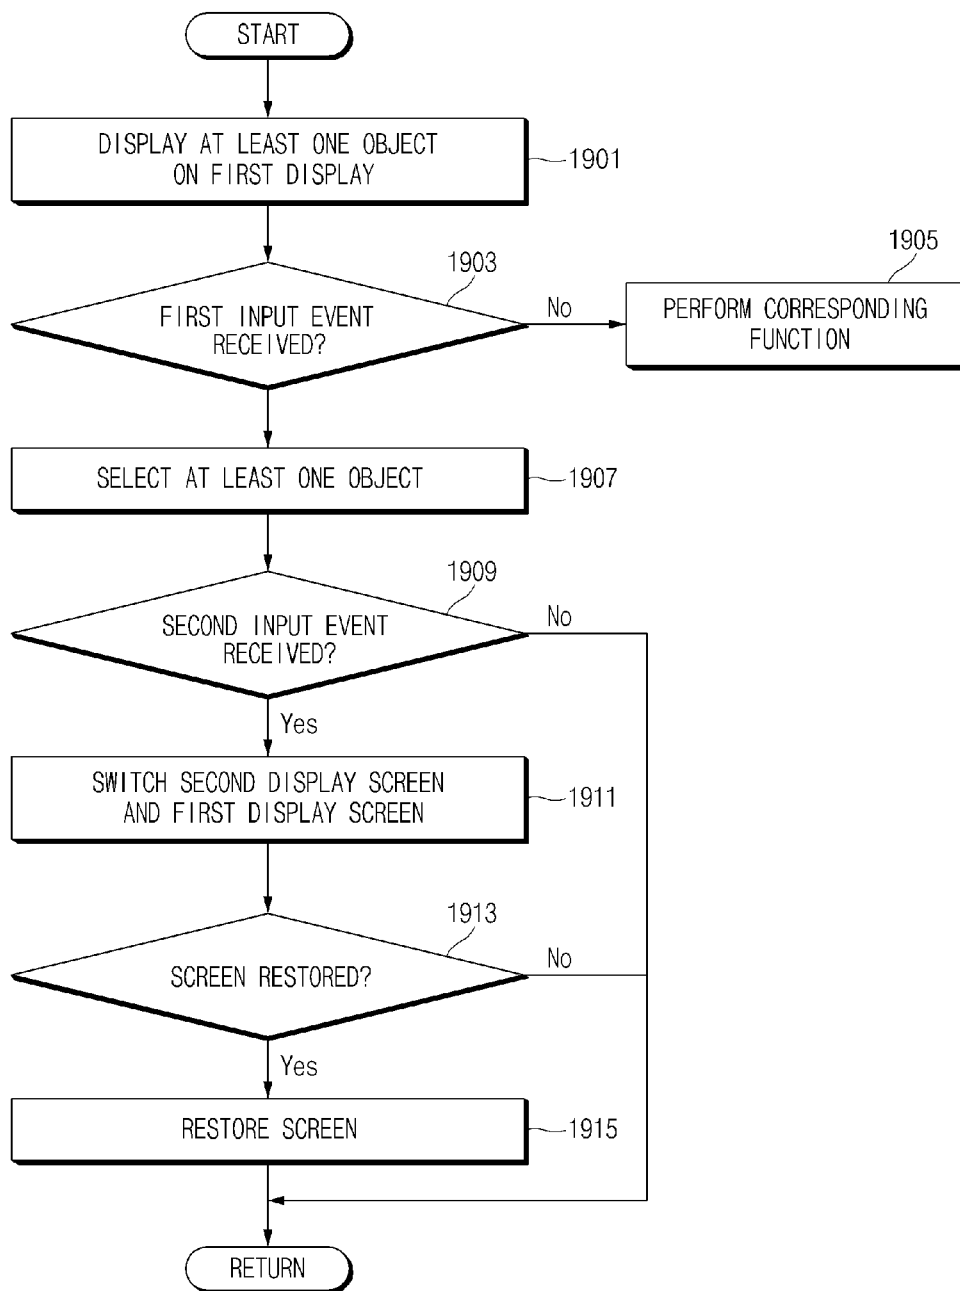 START
DISPLAY AT LEAST ONE OBJECT
ON FIRST DISPLAY
1901
1903
FIRST INPUT EVENT
RECEIVED?
No
1905
PERFORM CORRESPONDING
FUNCTION
SELECT AT LEAST ONE OBJECT
1907
1909
SECOND INPUT EVENT
RECEIVED?
No
Yes
SWITCH SECOND DISPLAY SCREEN
AND FIRST DISPLAY SCREEN
1911
1913
SCREEN RESTORED?
No
Yes
RESTORE SCREEN
1915
RETURN